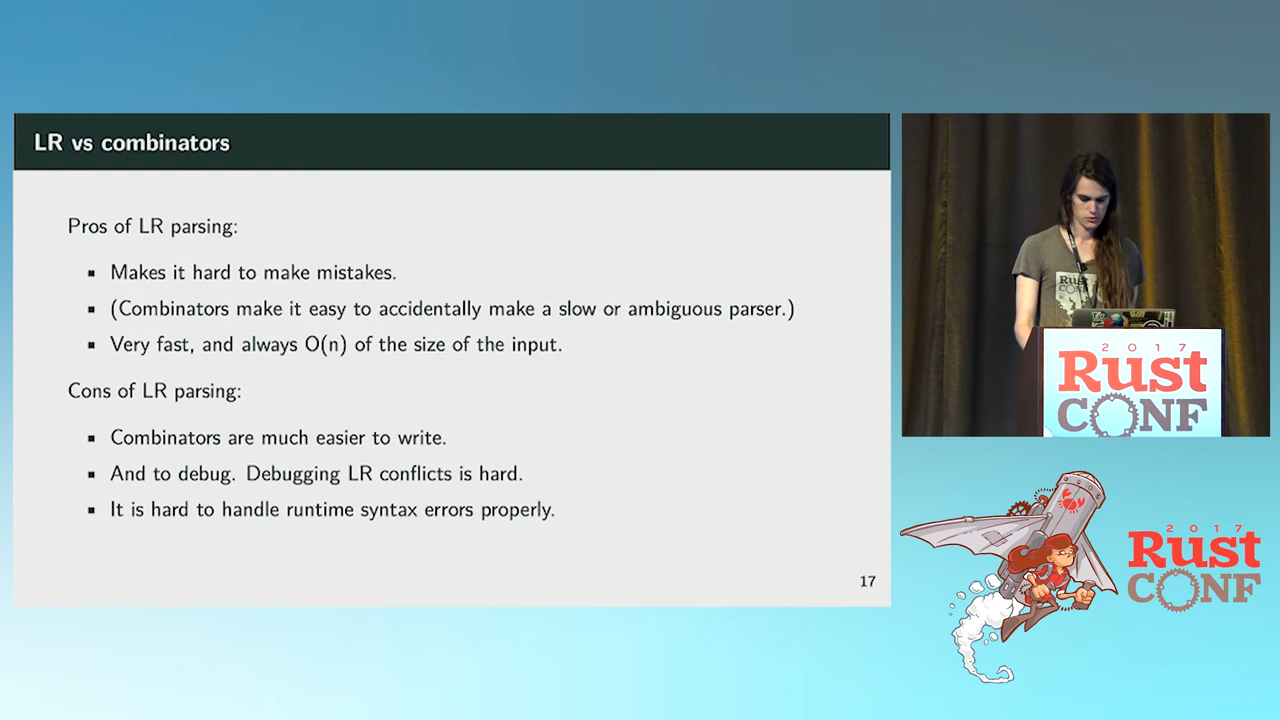 LR vs combinators
Pros of LR parsing:
Makes it hard to make mistakes.
(Combinators make it easy to accidentally make a slow or ambiguous parser.)
Very fast, and always O(n) of the size of the input.
Cons of LR parsing:
Combinators are much easier to write.
And to debug. Debugging LR conflicts is hard.
It is hard to handle runtime syntax errors properly.
17
RUST
CON
2017
Rust
CONF
2017
Rust
CONF